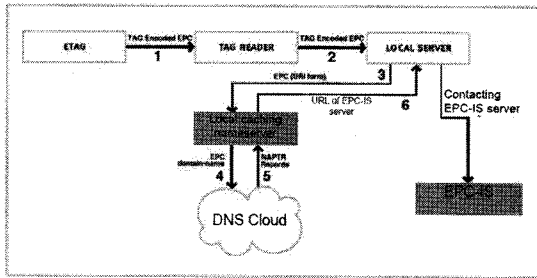 TAG Encoded EPC
TAG Encoded EPC
ETAG
TAG READER
LOCAL SERVER
1
2
3
EPC (URI form)
6
URL of EPC-IS
server
Contacting
EPC-IS server
Local caching
nameserver
EPC
domain-name
4
5
NAPTR
Records
EPC-IS
DNS Cloud